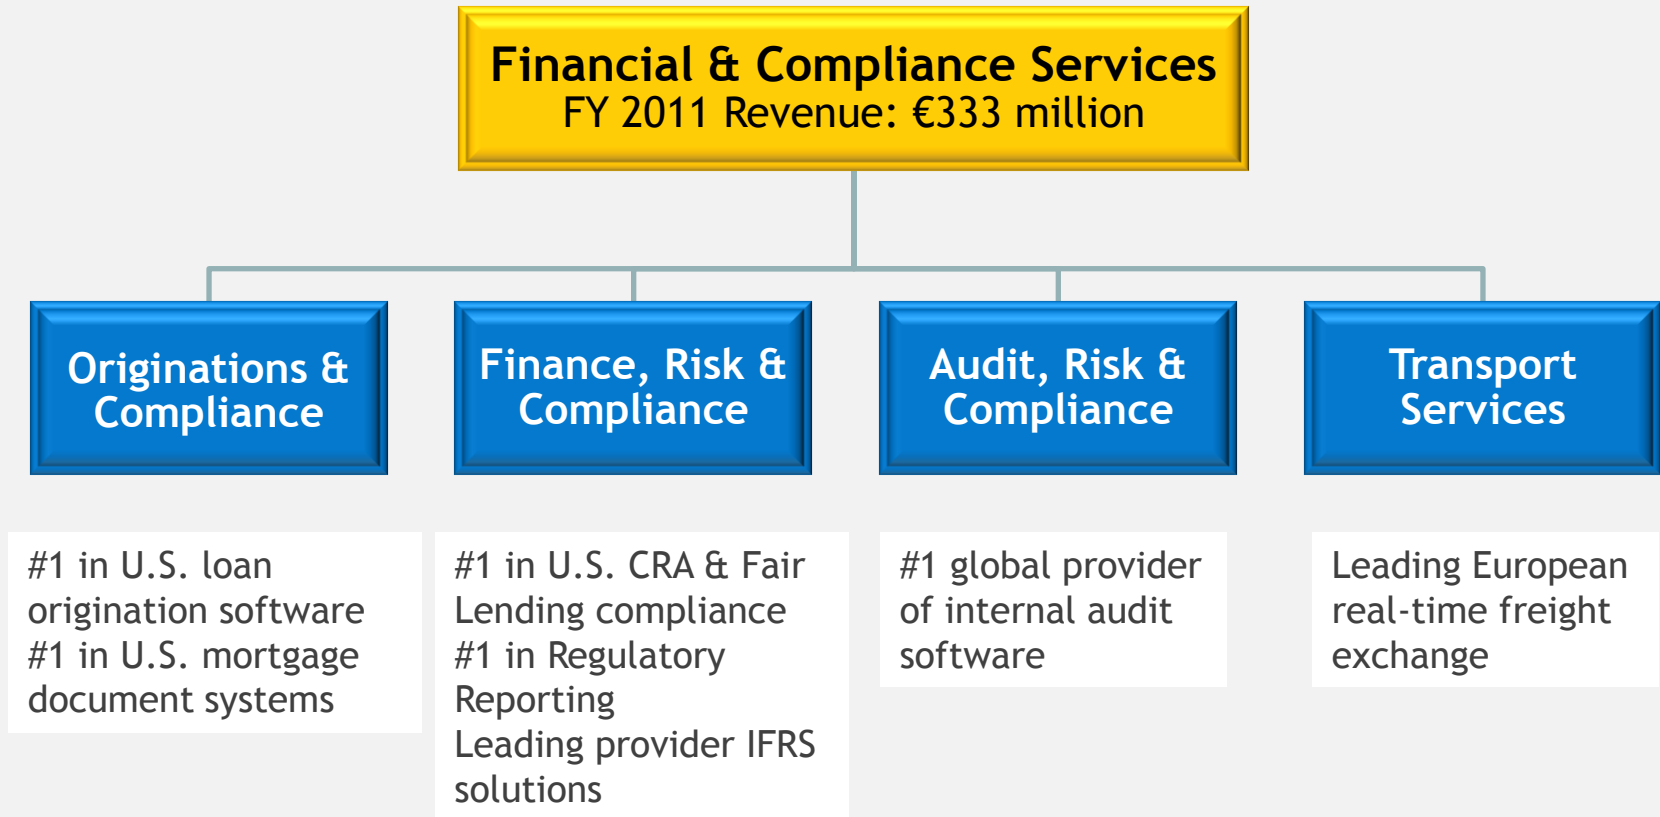 Financial & Compliance Services
FY 2011 Revenue: €333 million
Originations &
Compliance
Finance, Risk &
Compliance
Audit, Risk &
Compliance
Transport
Services
#1 in U.S. loan
origination software
#1 in U.S. mortgage
document systems
#1 in U.S. CRA & Fair
Lending compliance
#1 in Regulatory
Reporting
Leading provider IFRS
solutions
#1 global provider
of internal audit
software
Leading European
real-time freight
exchange